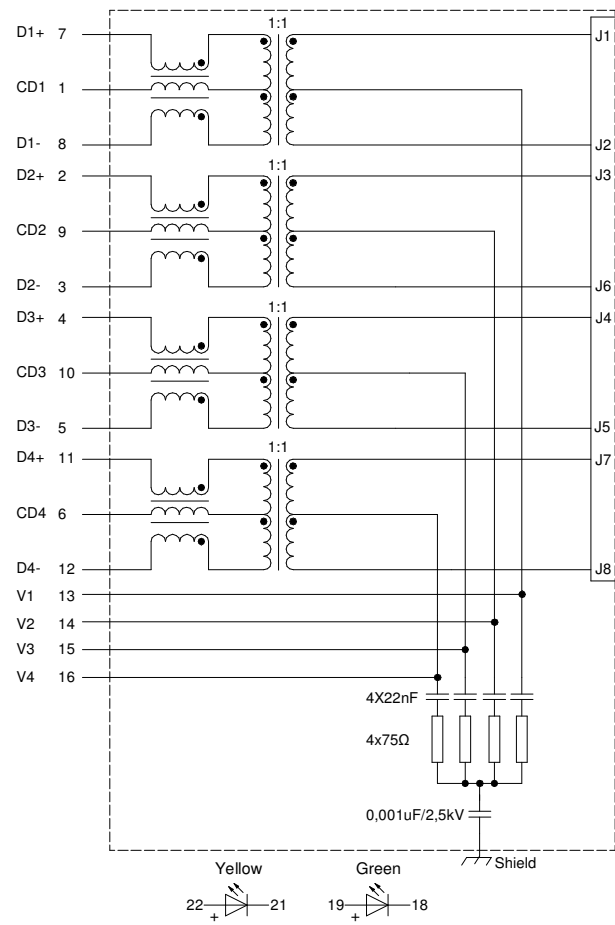 1:1
D1+ 7 J1
CD1 1
D1- 8 J2
1:1
D2+ 2 J3
CD2 9
D2- 3 J6
1:1
D3+ 4 J4
CD3 10
D3- 5 J5
1:1
D4+ 11 J7
CD4 6
D4- 12 J8
V1 13
V2 14
V3 15
V4 16
4X22nF
4x75Ω
0,001uF/2,5kV
Shield
Yellow Green
22 21 19 18
+ +